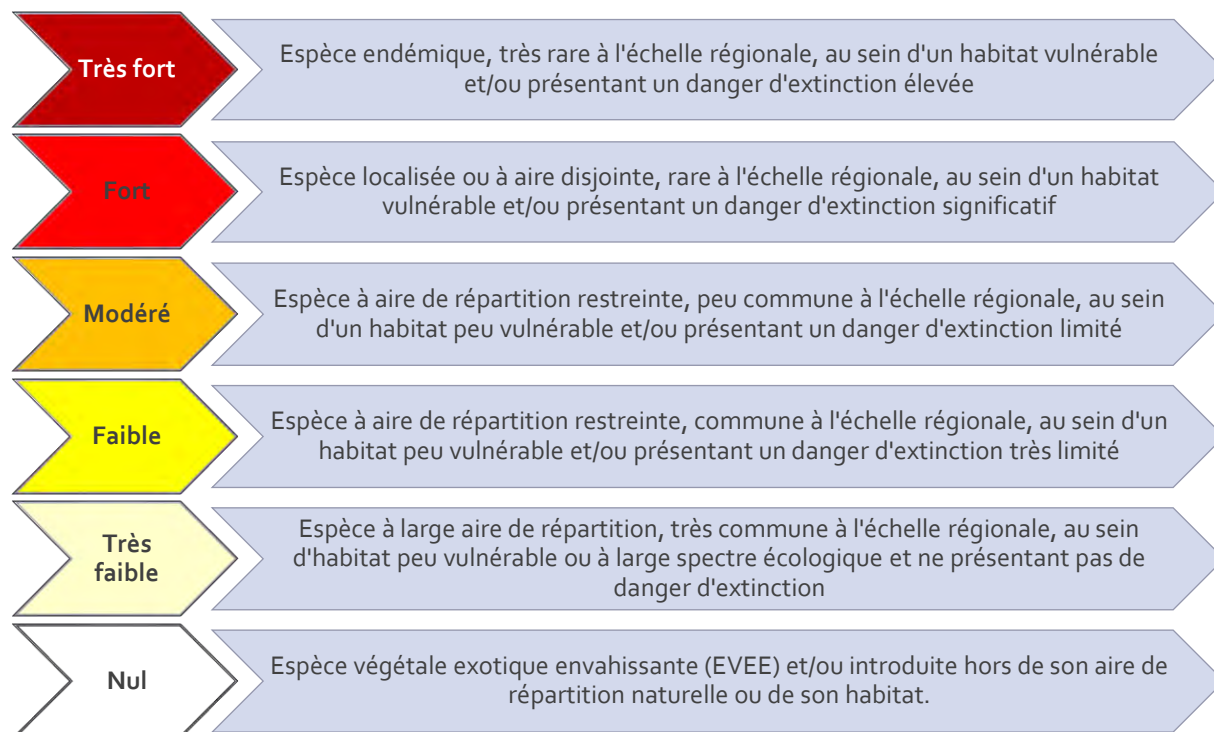 Très fort
Espèce endémique, très rare à l'échelle régionale, au sein d'un habitat vulnérable
et/ou présentant un danger d'extinction élevée
Fort
Espèce localisée ou à aire disjointe, rare à l'échelle régionale, au sein d'un habitat
vulnérable et/ou présentant un danger d'extinction significatif
Modéré
Espèce à aire de répartition restreinte, peu commune à l'échelle régionale, au sein
d'un habitat peu vulnérable et/ou présentant un danger d'extinction limité
Faible
Espèce à aire de répartition restreinte, commune à l'échelle régionale, au sein d'un
habitat peu vulnérable et/ou présentant un danger d'extinction très limité
Très
faible
Espèce à large aire de répartition, très commune à l'échelle régionale, au sein
d'habitat peu vulnérable ou à large spectre écologique et ne présentant pas de
danger d'extinction
Nul
Espèce végétale exotique envahissante (EVEE) et/ou introduite hors de son aire de
répartition naturelle ou de son habitat.